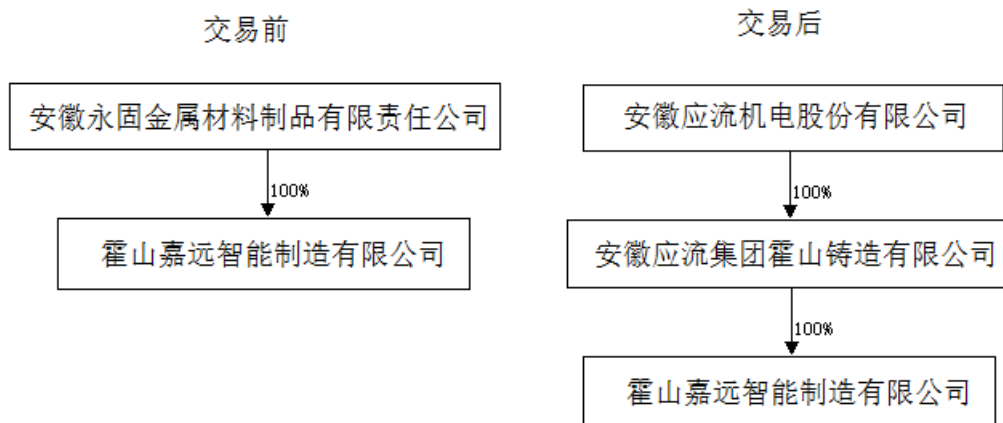 交易前
安徽永固金属材料制品有限责任公司
100%
霍山嘉远智能制造有限公司
交易后
安徽应流机电股份有限公司
100%
安徽应流集团霍山铸造有限公司
100%
霍山嘉远智能制造有限公司